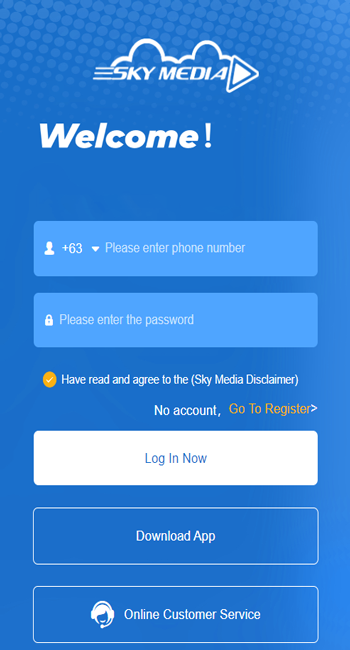 SKY MEDIA
Welcome!
+63 Please enter phone number
Please enter the password
Have read and agree to the (Sky Media Disclaimer)
No account, Go To Register>
Log In Now
Download App
Online Customer Service